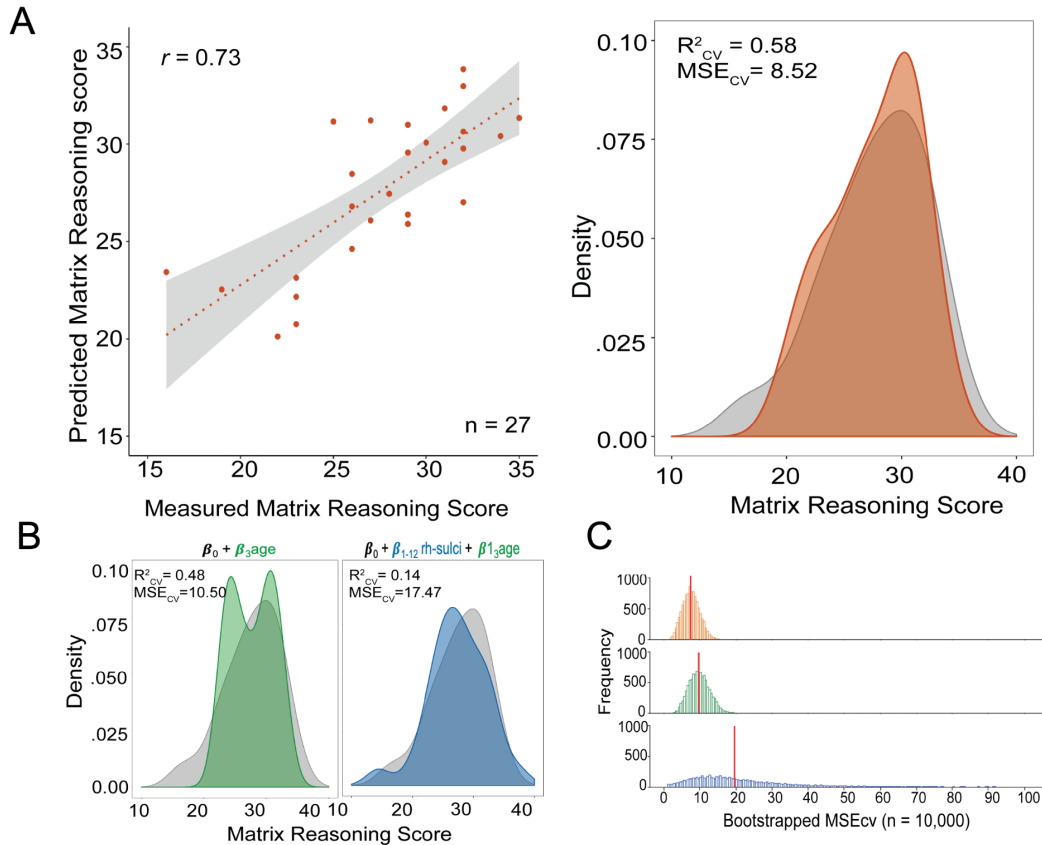 A
r = 0.73
Predicted Matrix Reasoning score
35
30
25
20
15
n = 27
15
20
25
30
35
Measured Matrix Reasoning Score
R²CV = 0.58
MSECV = 8.52
Density
0.10
.075
.050
.025
0.00
10
20
30
40
Matrix Reasoning Score
B
β0 + β3age
R²CV = 0.48
MSECV = 10.50
β0 + β1-12 rh-sulci + β13age
R²CV = 0.14
MSECV = 17.47
Density
0.10
.075
.050
.025
0.00
10 20 30 40
10 20 30 40
Matrix Reasoning Score
C
Frequency
1000
500
0
1000
500
0
1000
500
0
0 10 20 30 40 50 60 70 80 90 100
Bootstrapped MSEcv (n = 10,000)